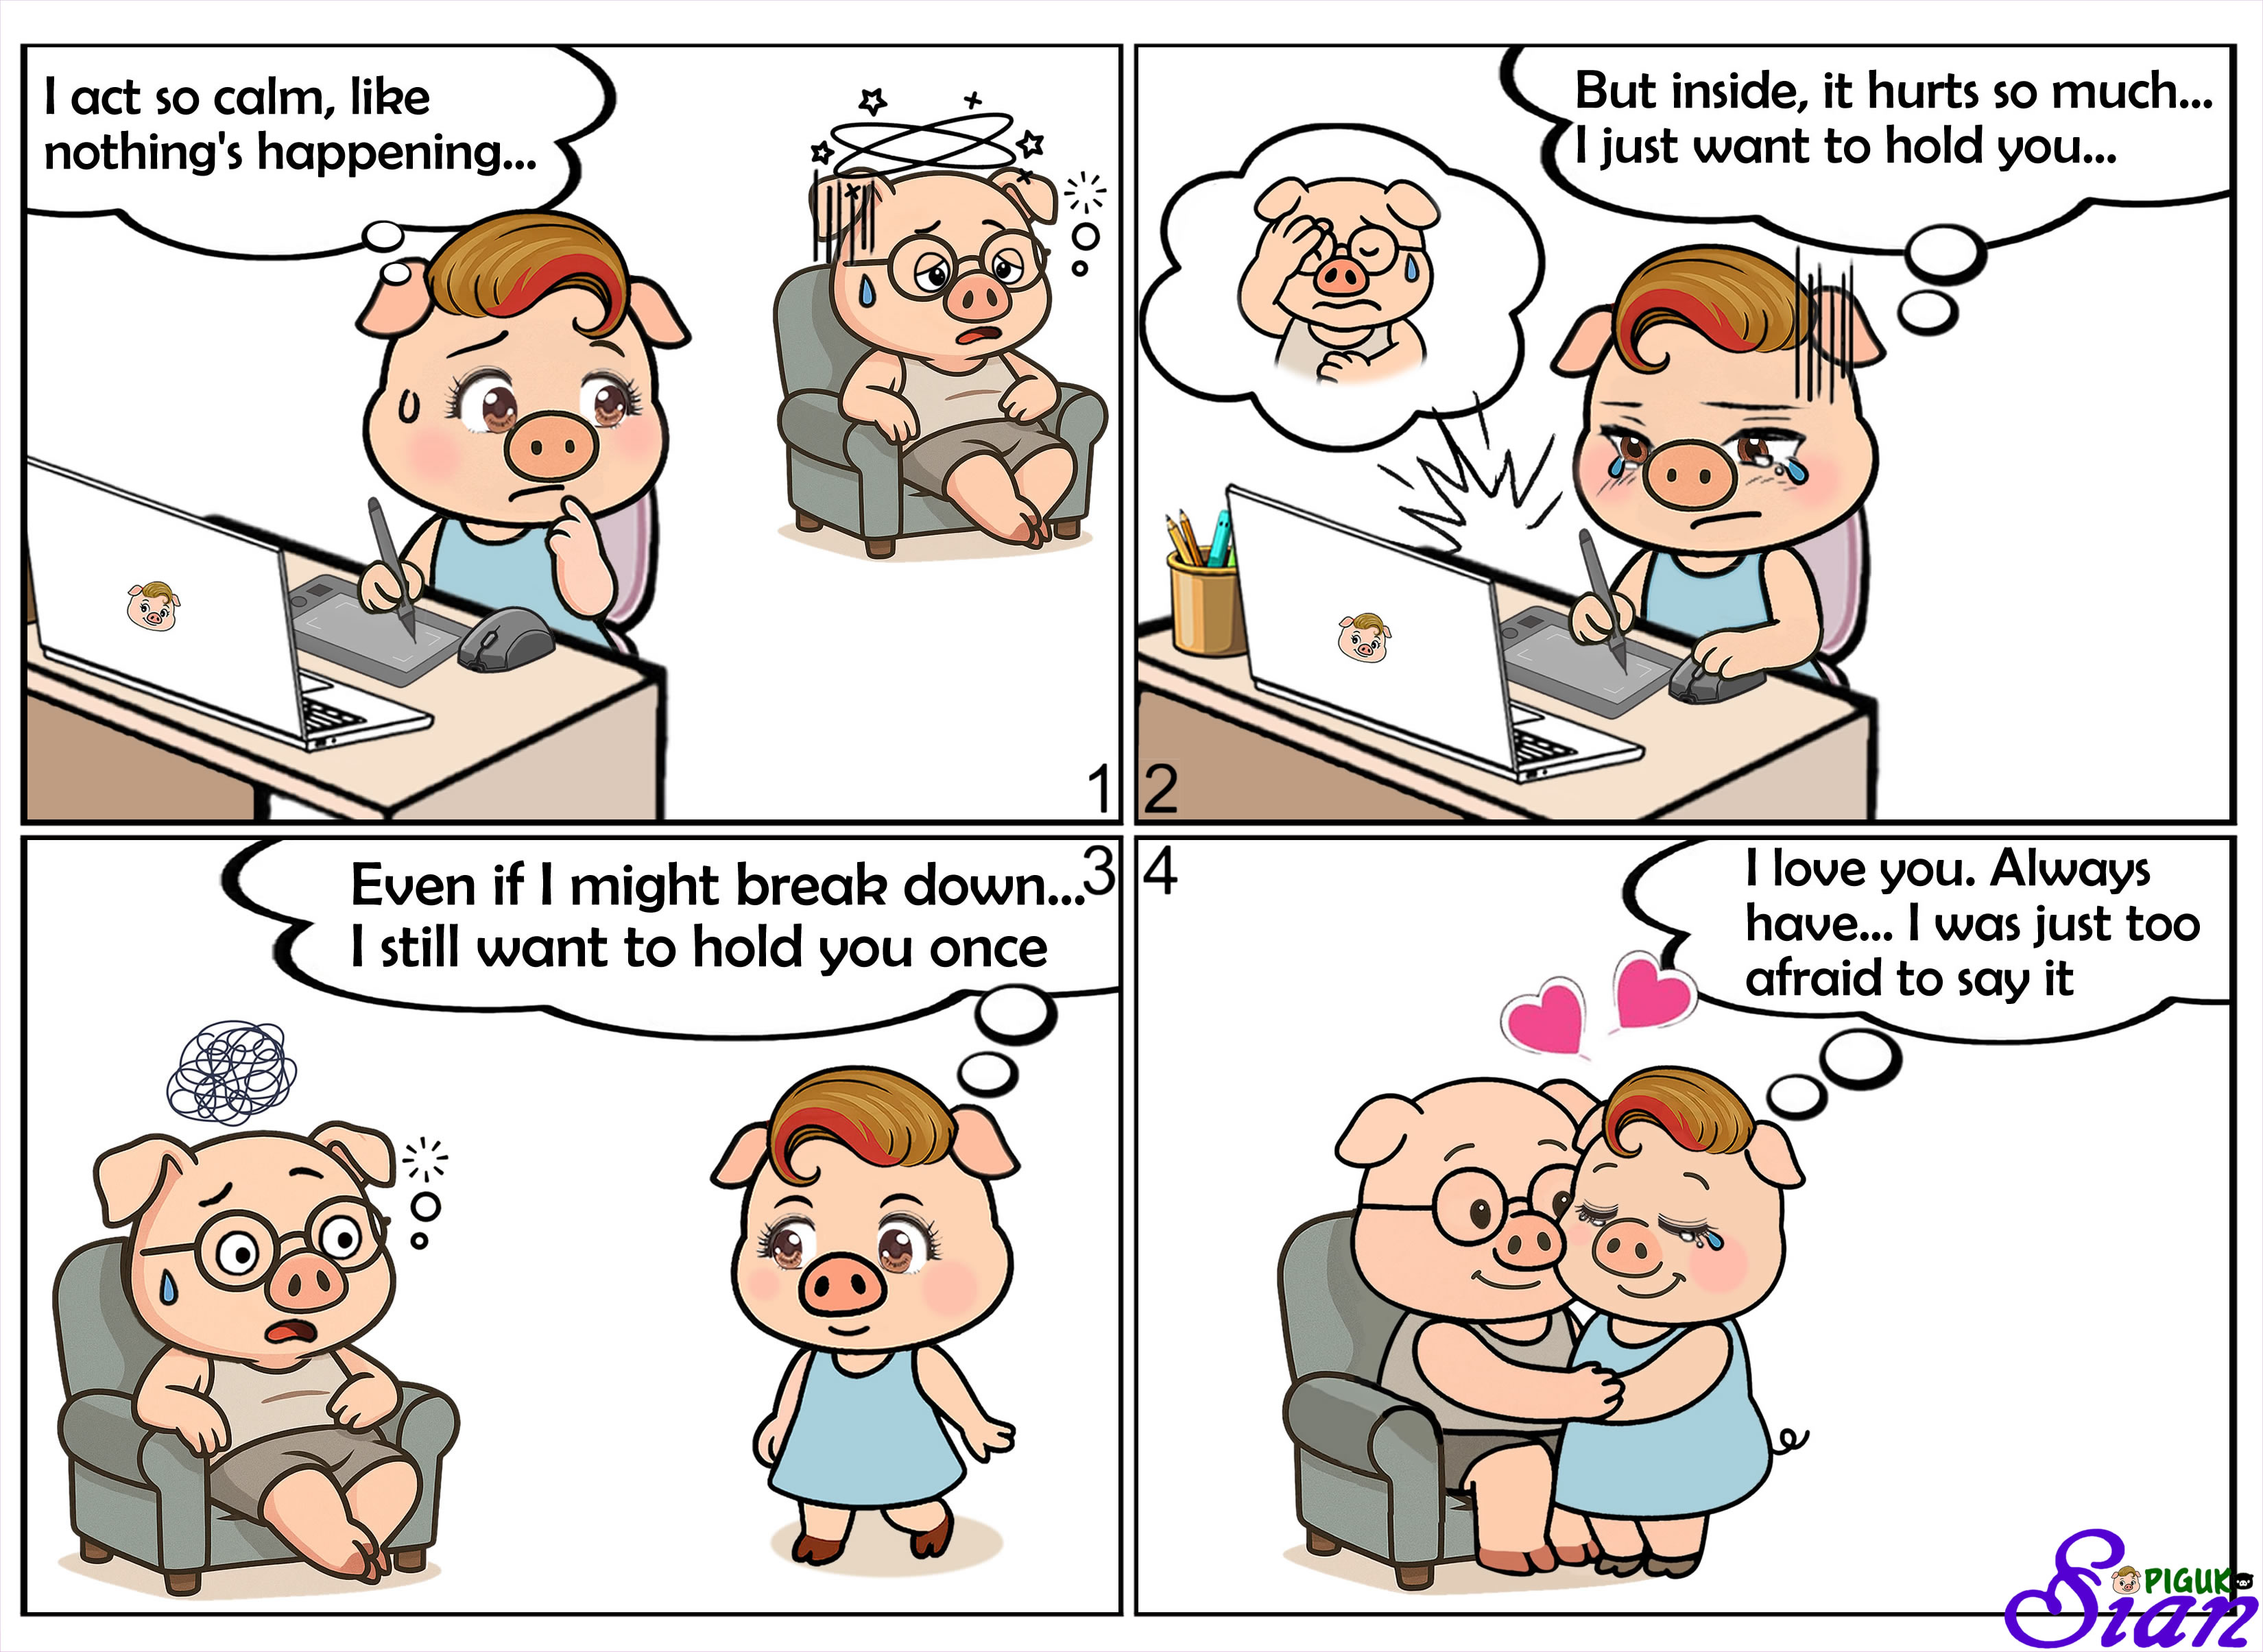 I act so calm, like
nothing's happening...
1
But inside, it hurts so much...
I just want to hold you...
2
Even if I might break down...
I still want to hold you once
3
4
I love you. Always
have... I was just too
afraid to say it
PIGUK
Sian